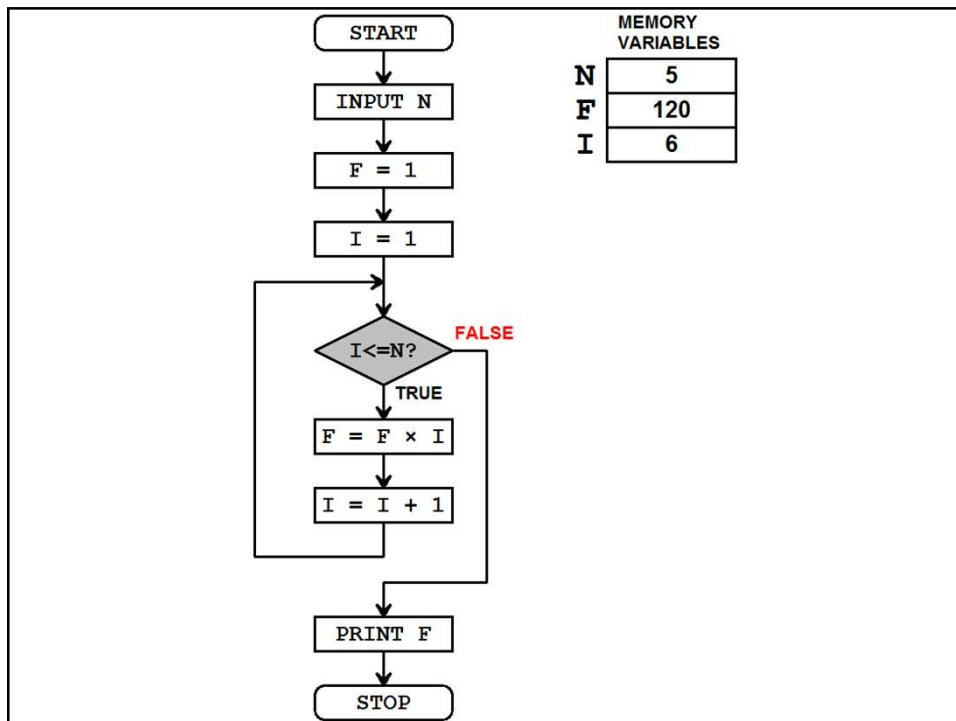 START
INPUT N
F = 1
I = 1
I<=N?
FALSE
TRUE
F = F × I
I = I + 1
PRINT F
STOP
MEMORY
VARIABLES
N 5
F 120
I 6